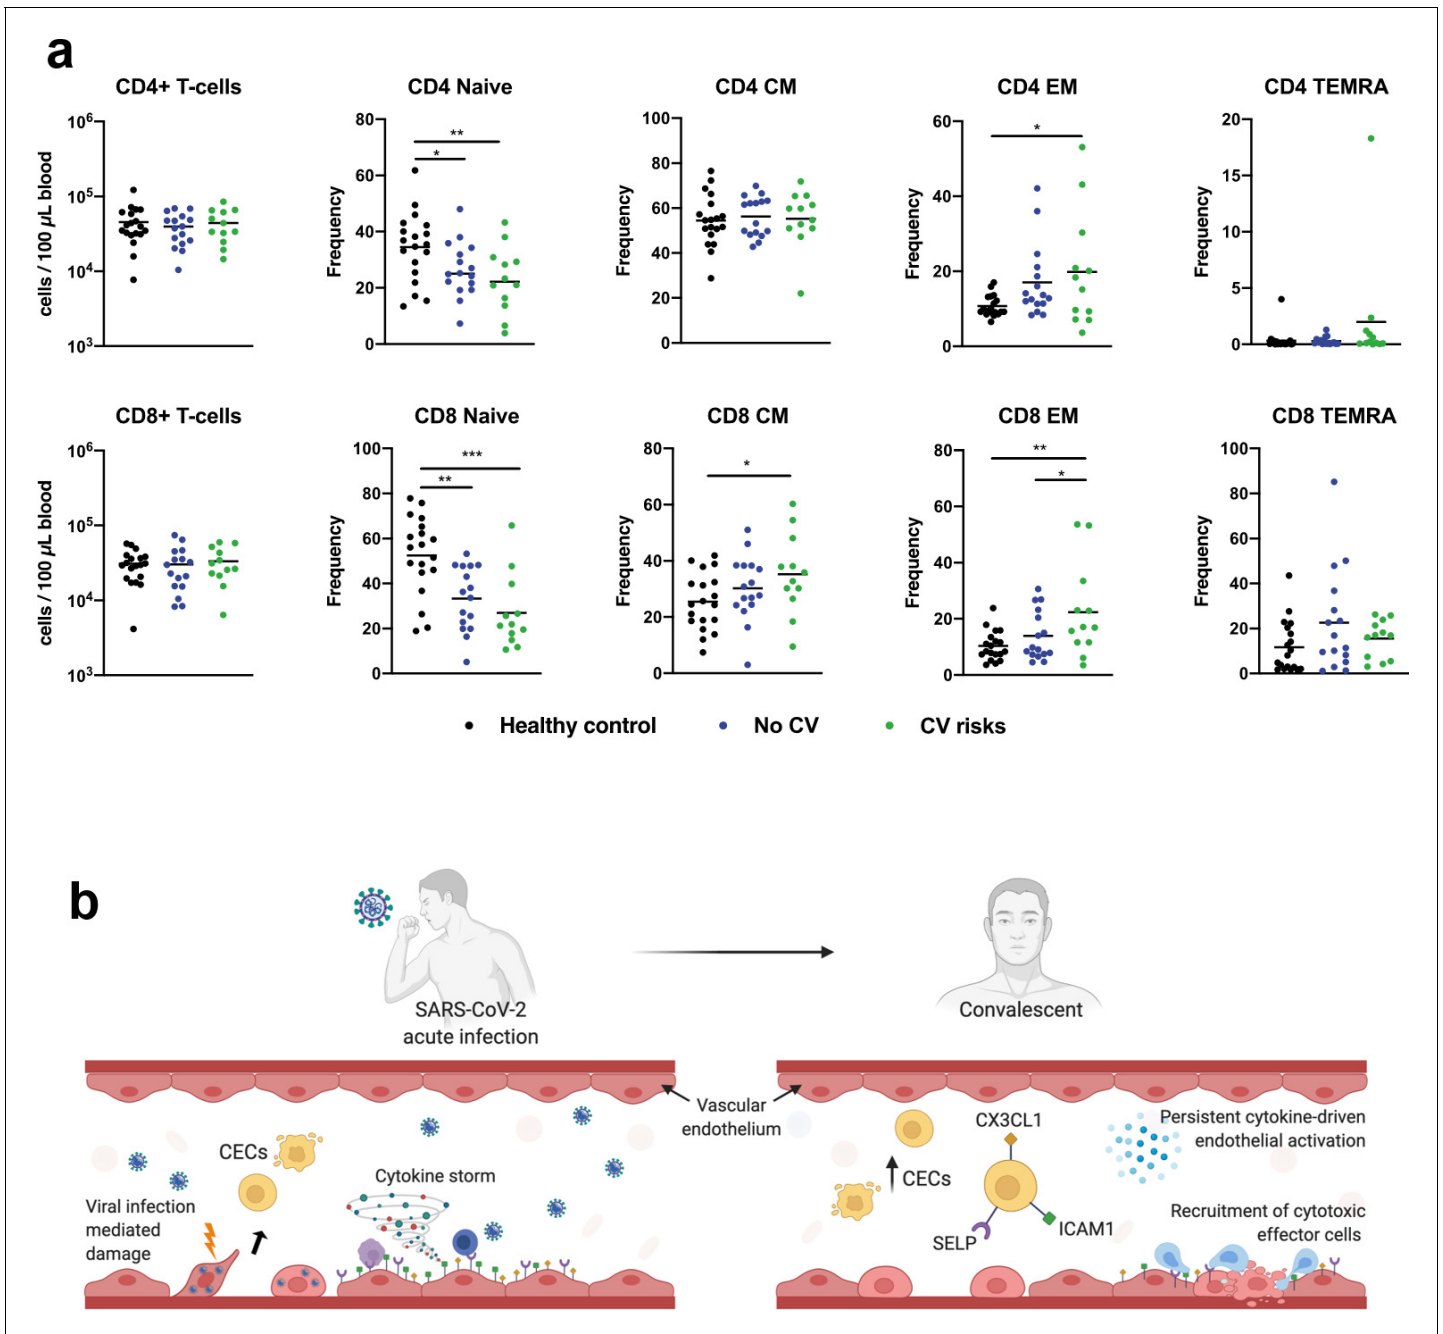 a
CD4+ T-cells
CD4 Naive
CD4 CM
CD4 EM
CD4 TEMRA
cells / 100 µL blood
10⁶
10⁵
10⁴
10³
Frequency
80
60
40
20
0
**
*
Frequency
100
80
60
40
20
0
Frequency
60
40
20
0
*
Frequency
20
15
10
5
0
CD8+ T-cells
CD8 Naive
CD8 CM
CD8 EM
CD8 TEMRA
cells / 100 µL blood
10⁶
10⁵
10⁴
10³
Frequency
100
80
60
40
20
0
***
**
Frequency
80
60
40
20
0
*
Frequency
80
60
40
20
0
**
*
Frequency
100
80
60
40
20
0
Healthy control
No CV
CV risks
b
SARS-CoV-2
acute infection
Convalescent
Vascular
endothelium
CECs
Cytokine storm
Viral infection
mediated
damage
CX3CL1
CECs
SELP
ICAM1
Persistent cytokine-driven
endothelial activation
Recruitment of cytotoxic
effector cells